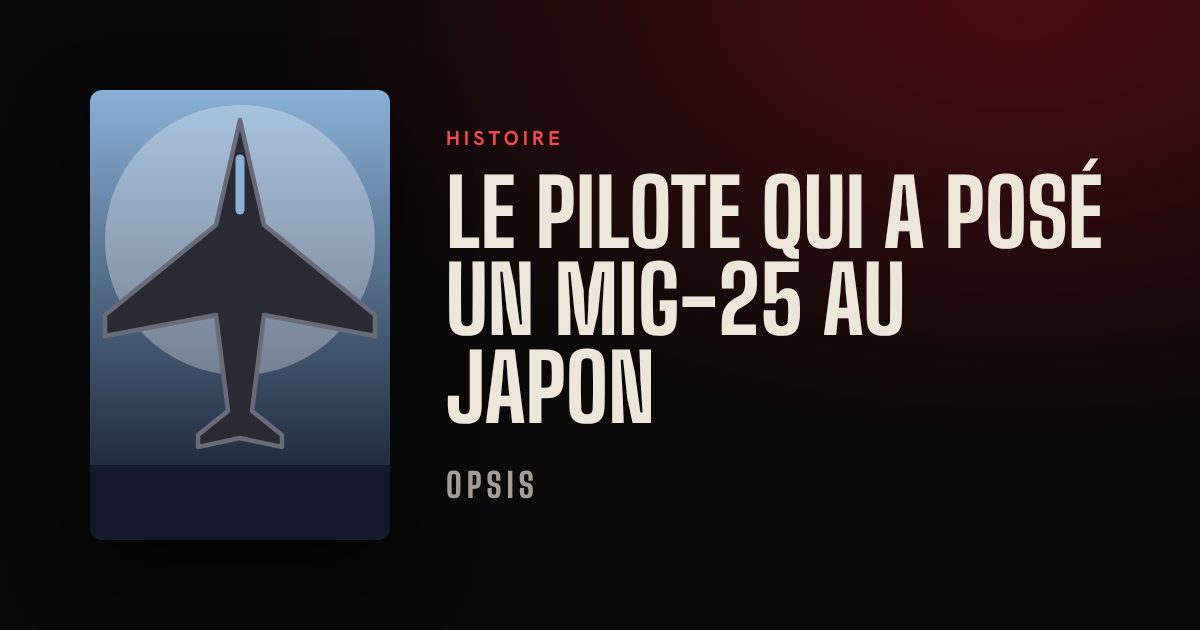 HISTOIRE
LE PILOTE QUI A POSÉ
UN MIG-25 AU
JAPON
OPSIS